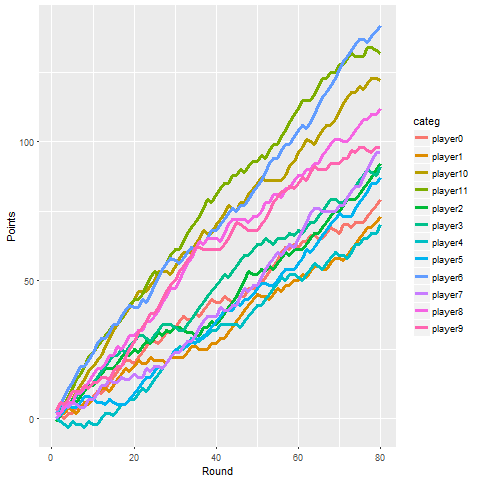 100
50
0
0
20
40
60
80
Round
Points
categ
player0
player1
player10
player11
player2
player3
player4
player5
player6
player7
player8
player9